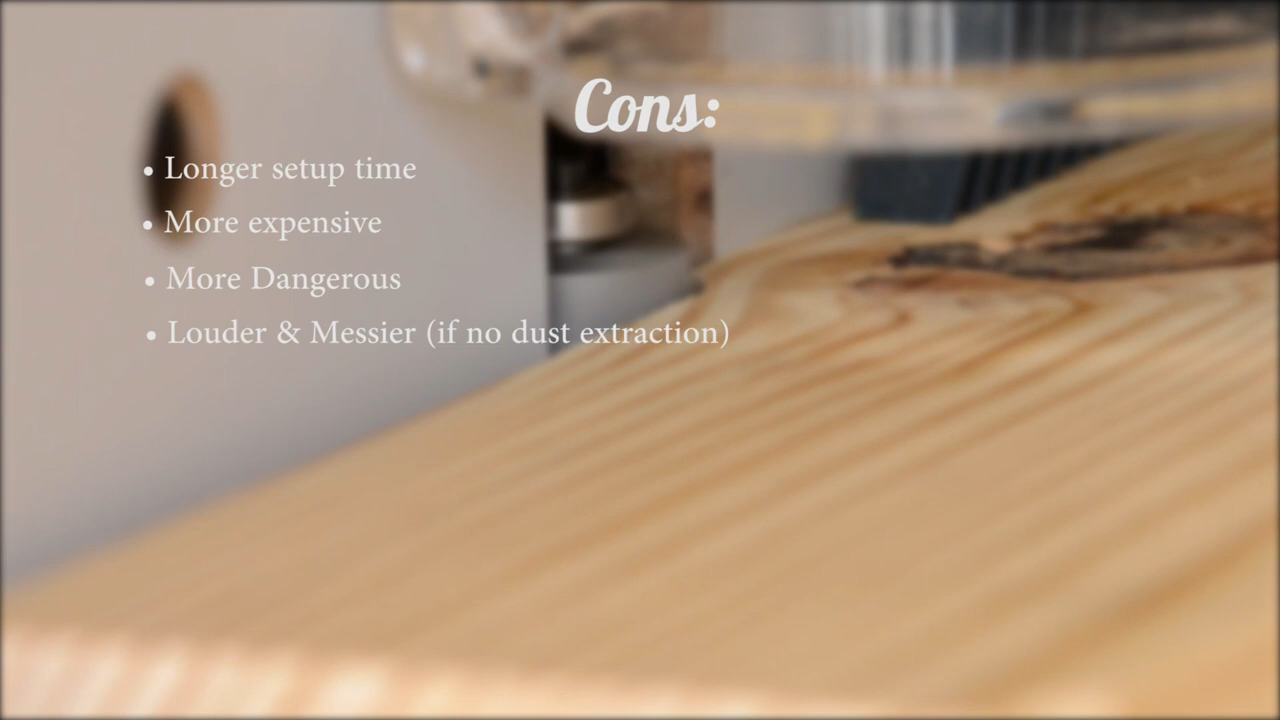 Cons:
• Longer setup time
• More expensive
• More Dangerous
• Louder & Messier (if no dust extraction)